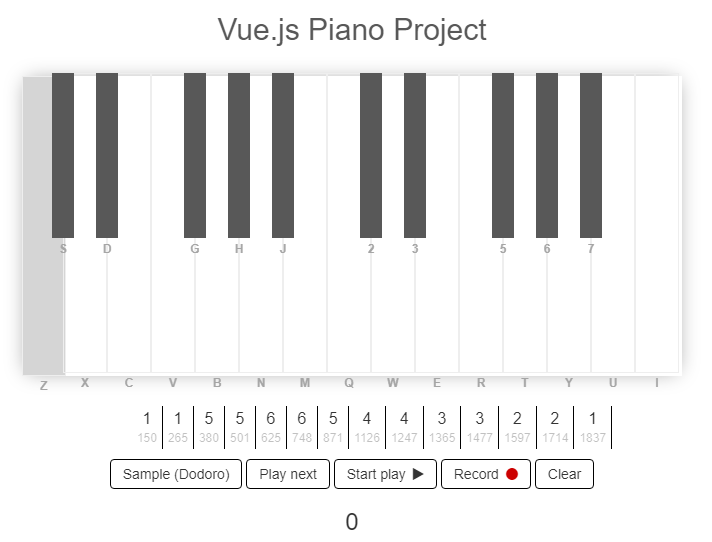 Vue.js Piano Project
S D G H J 2 3 5 6 7
Z X C V B N M Q W E R T Y U I
1 1 5 5 6 6 5 4 4 3 3 2 2 1
150 265 380 501 625 748 871 1126 1247 1365 1477 1597 1714 1837
Sample (Dodoro) Play next Start play Record Clear
0